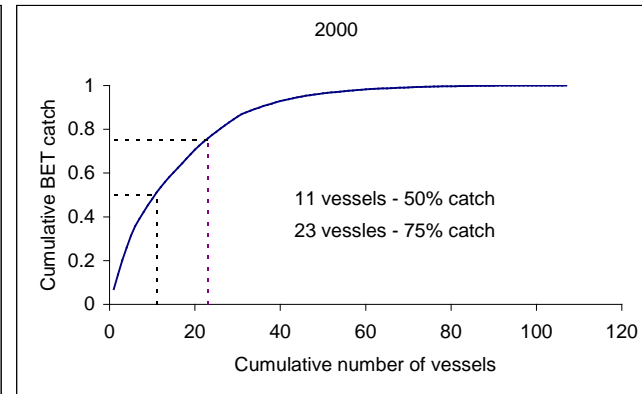 2000
Cumulative BET catch
1
0.8
0.6
0.4
0.2
0
11 vessels - 50% catch
23 vessles - 75% catch
0 20 40 60 80 100 120
Cumulative number of vessels